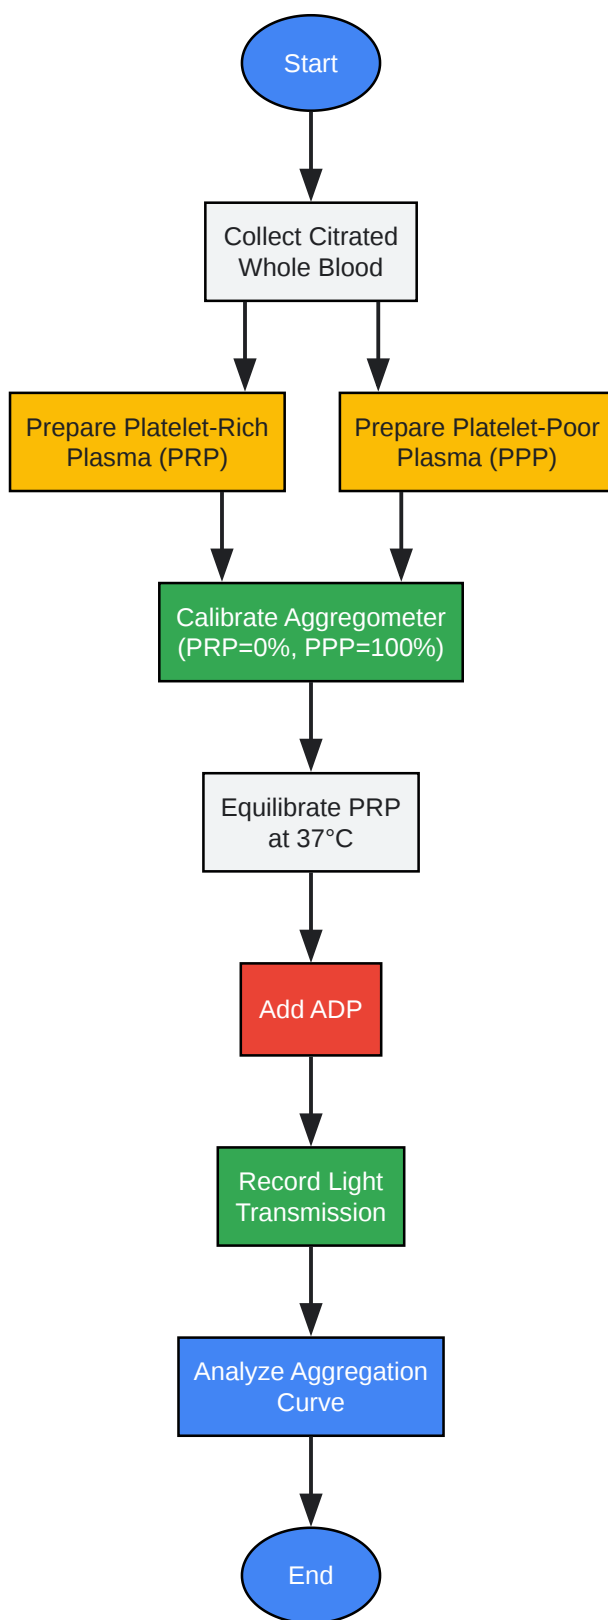 Start
Collect Citrated
Whole Blood
Prepare Platelet-Rich
Plasma (PRP)
Prepare Platelet-Poor
Plasma (PPP)
Calibrate Aggregometer
(PRP=0%, PPP=100%)
Equilibrate PRP
at 37°C
Add ADP
Record Light
Transmission
Analyze Aggregation
Curve
End